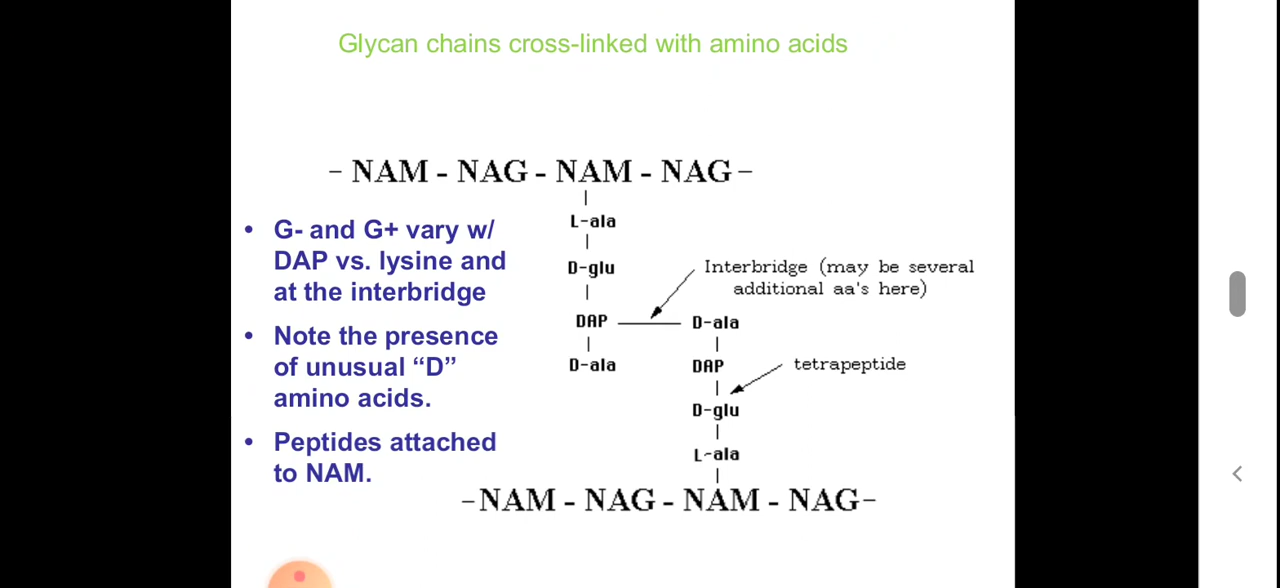 Glycan chains cross-linked with amino acids
- NAM - NAG - NAM - NAG -
L-ala
D-glu
DAP
D-ala
Interbridge (may be several
additional aa's here)
D-ala
DAP
tetrapeptide
D-glu
L-ala
-NAM - NAG - NAM - NAG-
• G- and G+ vary w/
DAP vs. lysine and
at the interbridge
• Note the presence
of unusual “D”
amino acids.
• Peptides attached
to NAM.